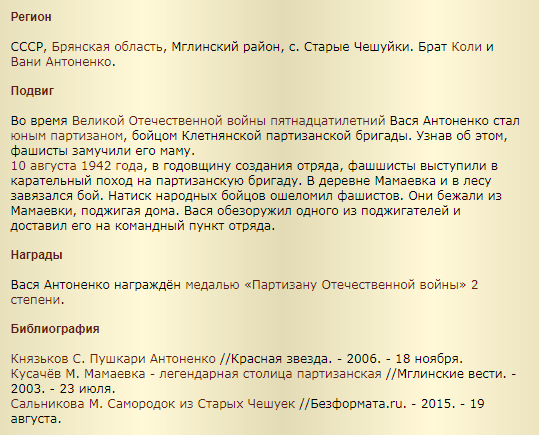 Регион
СССР, Брянская область, Мглинский район, с. Старые Чешуйки. Брат Коли и
Вани Антоненко.
Подвиг
Во время Великой Отечественной войны пятнадцатилетний Вася Антоненко стал
юным партизаном, бойцом Клетнянской партизанской бригады. Узнав об этом,
фашисты замучили его маму.
10 августа 1942 года, в годовщину создания отряда, фашшисты выступили в
карательный поход на партизанскую бригаду. В деревне Мамаевка и в лесу
завязался бой. Натиск народных бойцов ошеломил фашистов. Они бежали из
Мамаевки, поджигая дома. Вася обезоружил одного из поджигателей и
доставил его на командный пункт отряда.
Награды
Вася Антоненко награждён медалью «Партизану Отечественной войны» 2
степени.
Библиография
Князьков С. Пушкари Антоненко //Красная звезда. - 2006. - 18 ноября.
Кусачёв М. Мамаевка - легендарная столица партизанская //Мглинские вести. -
2003. - 23 июля.
Сальникова М. Самородок из Старых Чешуек //Безформата.ru. - 2015. - 19
августа.